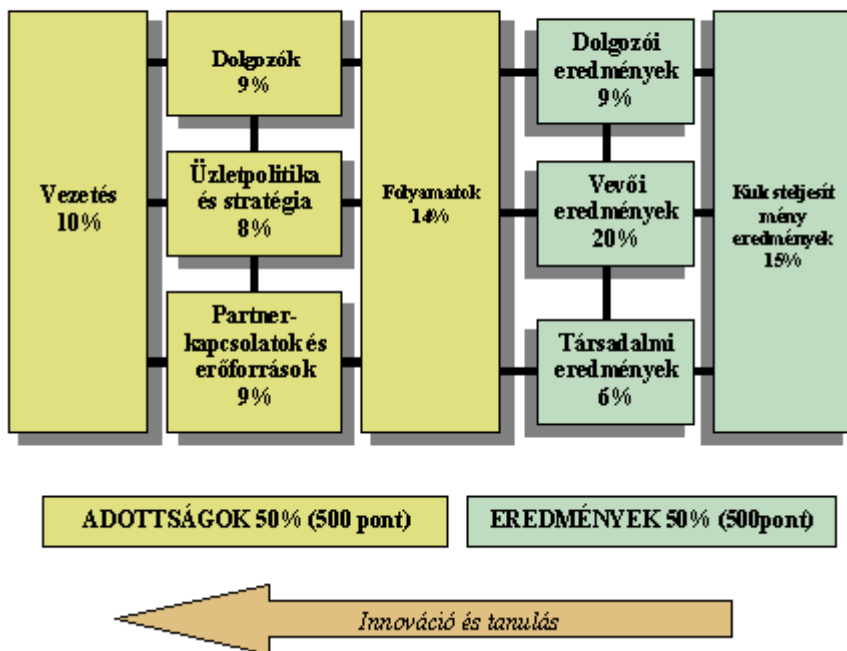 Vezetés
10%
Dolgozók
9%
Üzletpolitika
és stratégia
8%
Partner-
kapcsolatok és
erőforrások
9%
Folyamatok
14%
Dolgozói
eredmények
9%
Vevői
eredmények
20%
Társadalmi
eredmények
6%
Kulcsteljesít
mény
eredmények
15%
ADOTTSÁGOK 50% (500 pont)
EREDMÉNYEK 50% (500pont)
Innováció és tanulás